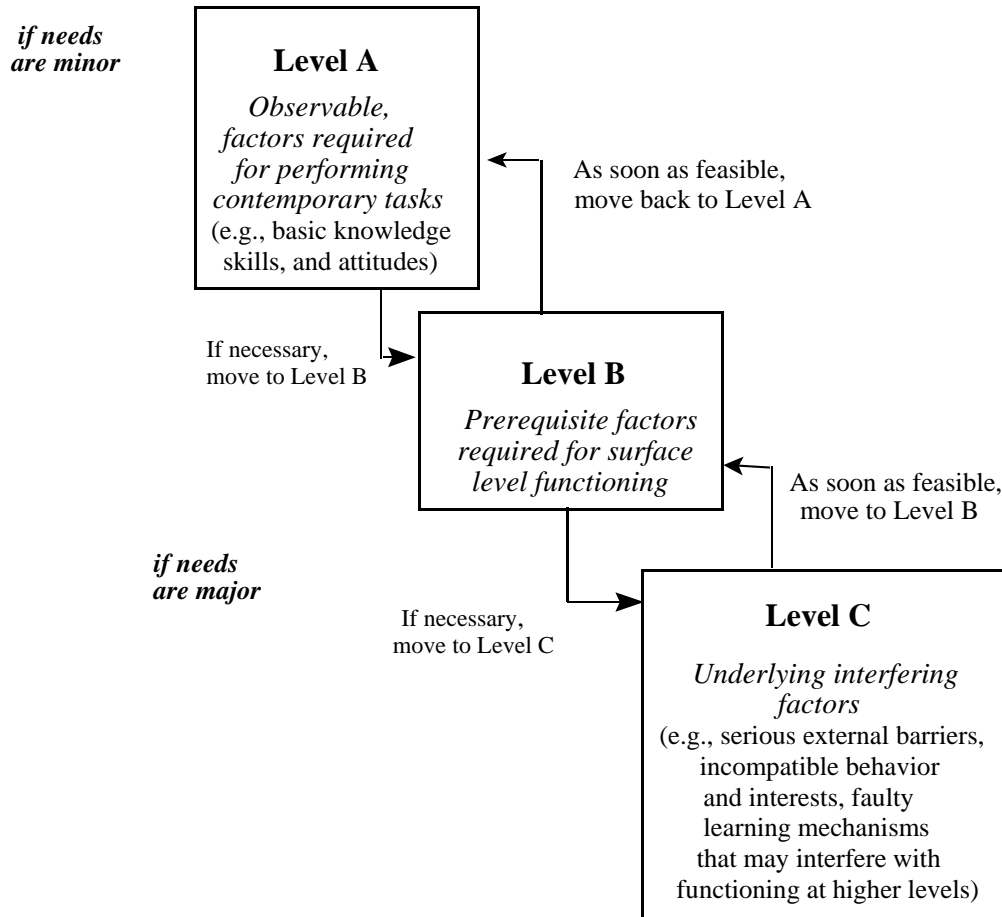 if needs
are minor
Level A
Observable,
factors required
for performing
contemporary tasks
(e.g., basic knowledge
skills, and attitudes)
As soon as feasible,
move back to Level A
If necessary,
move to Level B
Level B
Prerequisite factors
required for surface
level functioning
As soon as feasible,
move to Level B
if needs
are major
If necessary,
move to Level C
Level C
Underlying interfering
factors
(e.g., serious external barriers,
incompatible behavior
and interests, faulty
learning mechanisms
that may interfere with
functioning at higher levels)